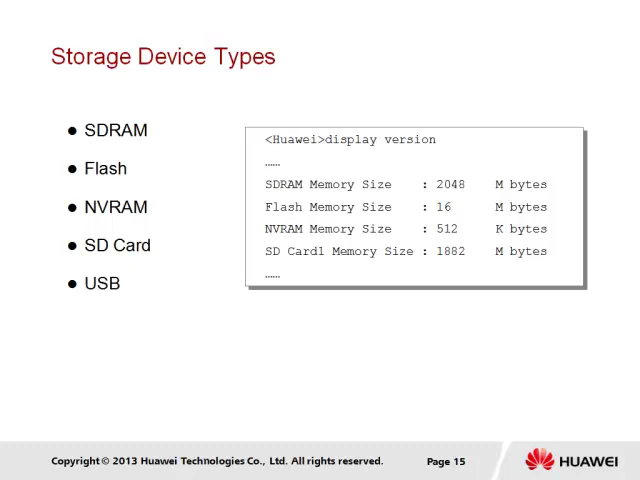 Storage Device Types
● SDRAM
● Flash
● NVRAM
● SD Card
● USB
<Huawei>display version
……
SDRAM Memory Size : 2048 M bytes
Flash Memory Size : 16 M bytes
NVRAM Memory Size : 512 K bytes
SD Card1 Memory Size : 1882 M bytes
……
Copyright © 2013 Huawei Technologies Co., Ltd. All rights reserved.
Page 15
HUAWEI